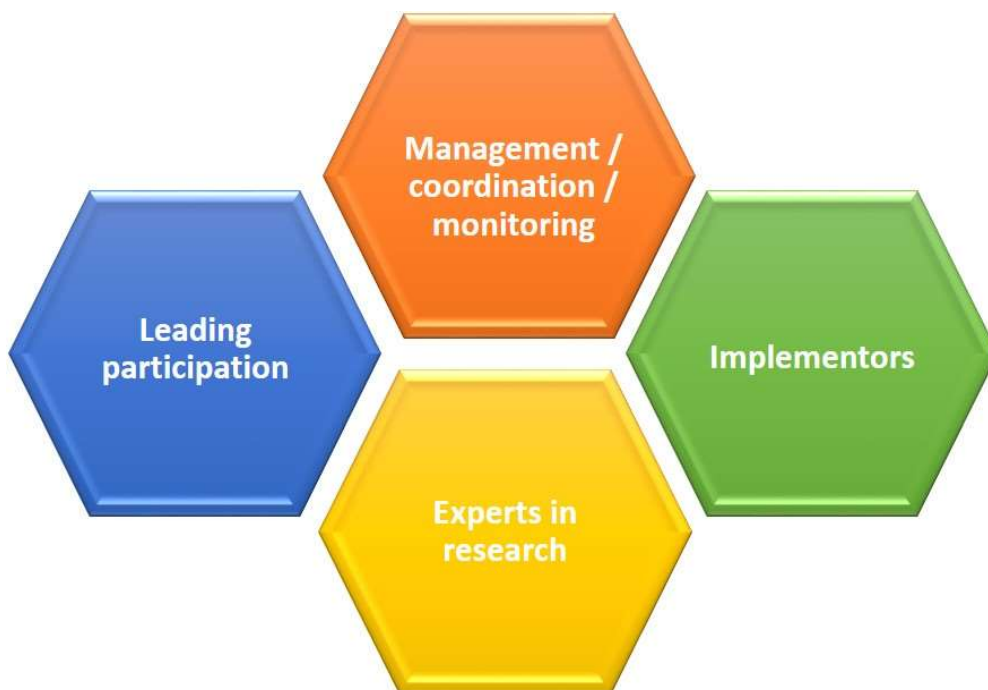 Management /
coordination /
monitoring
Leading
participation
Implementors
Experts in
research